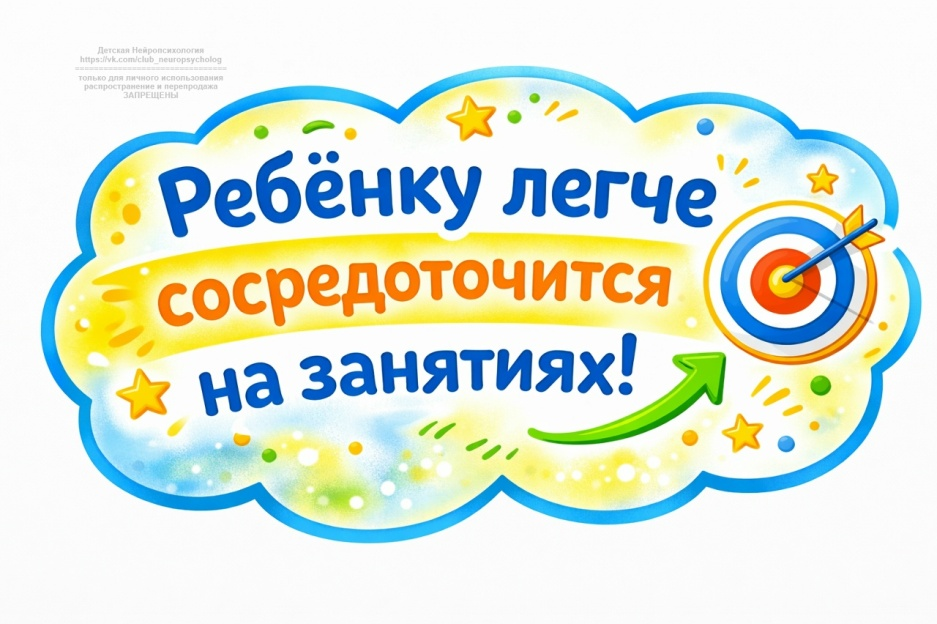 Детская Нейропсихология
https://vk.com/club_neuropsycholog
==============================
только для личного использования
распространение и перепродажа
ЗАПРЕЩЕНЫ
Ребёнку легче
сосредоточится
на занятиях!